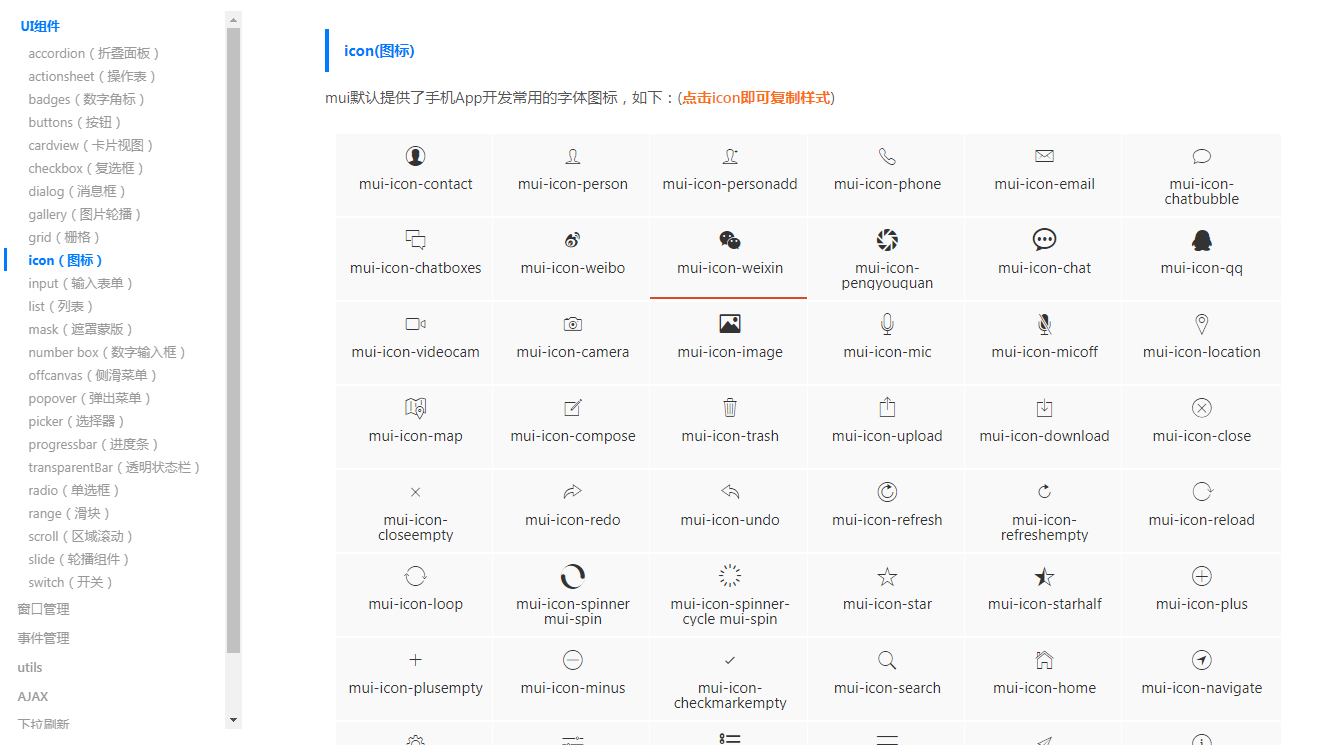 UI组件
accordion（折叠面板）
actionsheet（操作表）
badges（数字角标）
buttons（按钮）
cardview（卡片视图）
checkbox（复选框）
dialog（消息框）
gallery（图片轮播）
grid（栅格）
icon（图标）
input（输入表单）
list（列表）
mask（遮罩蒙版）
number box（数字输入框）
offcanvas（侧滑菜单）
popover（弹出菜单）
picker（选择器）
progressbar（进度条）
transparentBar（透明状态栏）
radio（单选框）
range（滑块）
scroll（区域滚动）
slide（轮播组件）
switch（开关）
窗口管理
事件管理
utils
AJAX
下拉刷新
icon(图标)
mui默认提供了手机App开发常用的字体图标，如下：(点击icon即可复制样式)
mui-icon-contact
mui-icon-person
mui-icon-personadd
mui-icon-phone
mui-icon-email
mui-icon-
chatbubble
mui-icon-chatboxes
mui-icon-weibo
mui-icon-weixin
mui-icon-
pengyouquan
mui-icon-chat
mui-icon-qq
mui-icon-videocam
mui-icon-camera
mui-icon-image
mui-icon-mic
mui-icon-micoff
mui-icon-location
mui-icon-map
mui-icon-compose
mui-icon-trash
mui-icon-upload
mui-icon-download
mui-icon-close
mui-icon-
closeempty
mui-icon-redo
mui-icon-undo
mui-icon-refresh
mui-icon-
refreshempty
mui-icon-reload
mui-icon-loop
mui-icon-spinner
mui-spin
mui-icon-spinner-
cycle mui-spin
mui-icon-star
mui-icon-starhalf
mui-icon-plus
mui-icon-plusempty
mui-icon-minus
mui-icon-
checkmarkempty
mui-icon-search
mui-icon-home
mui-icon-navigate